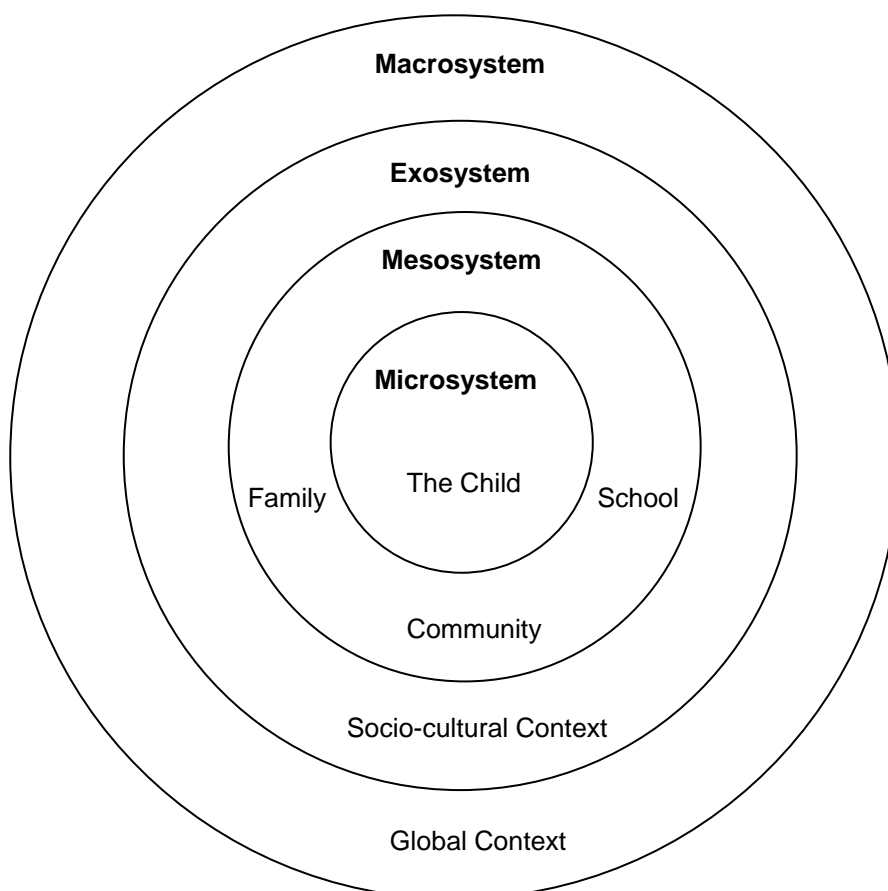 Macrosystem
Exosystem
Mesosystem
Microsystem
The Child
Family
School
Community
Socio-cultural Context
Global Context